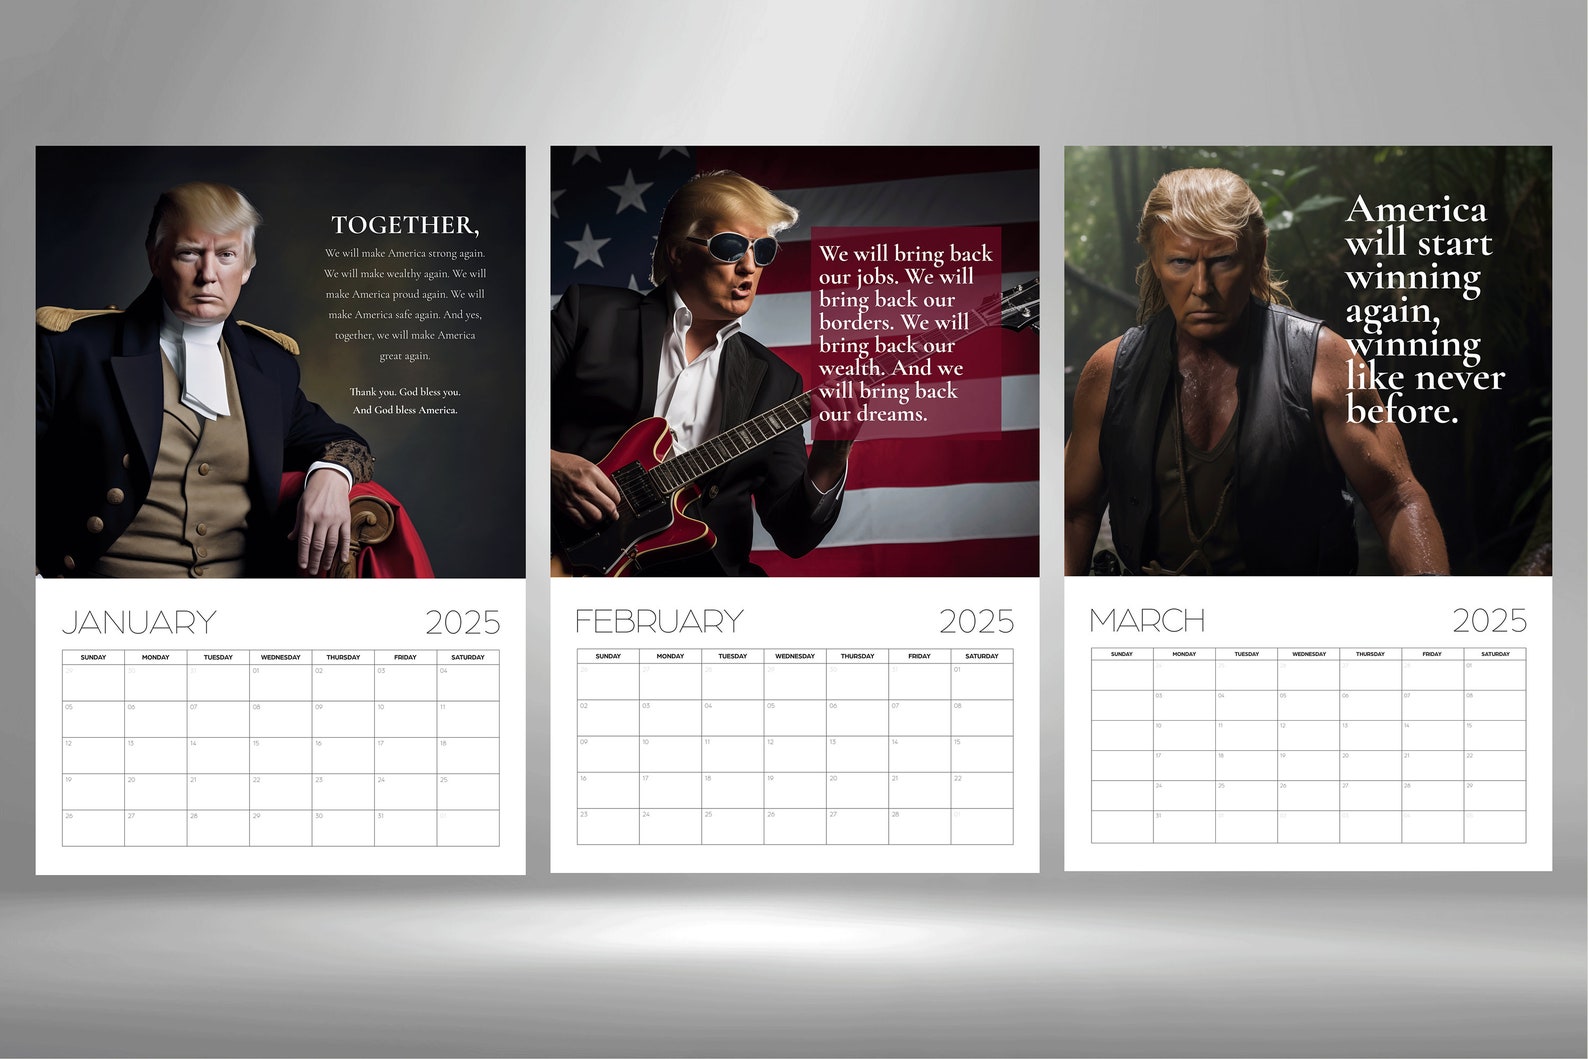 TOGETHER,
We will make America strong again.
We will make wealthy again. We will
make America proud again. We will
make America safe again. And yes,
together, we will make America
great again.
Thank you. God bless you.
And God bless America.
JANUARY 2025
SUNDAY MONDAY TUESDAY WEDNESDAY THURSDAY FRIDAY SATURDAY
29 30 31 01 02 03 04
05 06 07 08 09 10 11
12 13 14 15 16 17 18
19 20 21 22 23 24 25
26 27 28 29 30 31 01
We will bring back
our jobs. We will
bring back our
borders. We will
bring back our
wealth. And we
will bring back
our dreams.
FEBRUARY 2025
SUNDAY MONDAY TUESDAY WEDNESDAY THURSDAY FRIDAY SATURDAY
26 27 28 29 30 31 01
02 03 04 05 06 07 08
09 10 11 12 13 14 15
16 17 18 19 20 21 22
23 24 25 26 27 28 01
America
will start
winning
again,
winning
like never
before.
MARCH 2025
SUNDAY MONDAY TUESDAY WEDNESDAY THURSDAY FRIDAY SATURDAY
24 25 26 27 28 01
03 04 05 06 07 08
10 11 12 13 14 15
17 18 19 20 21 22
24 25 26 27 28 29
31 01 02 03 04 05